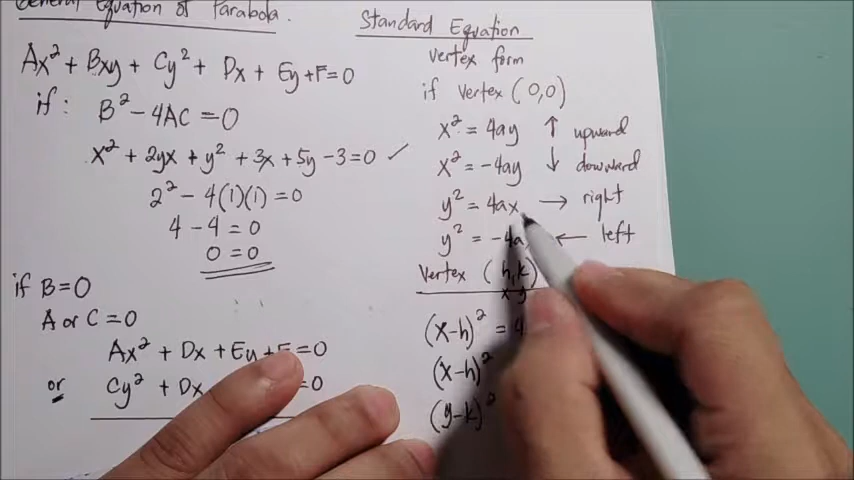 General Equation of Parabola.
Ax² + Bxy + Cy² + Dx + Ey + F = 0
if : B² - 4AC = 0
x² + 2yx + y² + 3x + 5y - 3 = 0 ✓
2² - 4(1)(1) = 0
4 - 4 = 0
0 = 0
if B = 0
A or C = 0
Ax² + Dx + Ey + F = 0
or Cy² + Dx = 0
Standard Equation
Vertex form
if vertex (0,0)
x² = 4ay ↑ upward
x² = -4ay ↓ downward
y² = 4ax → right
y² = -4a ← left
Vertex (h,k)
x y
(x-h)² = 4
(x-h)²
(y-k)²